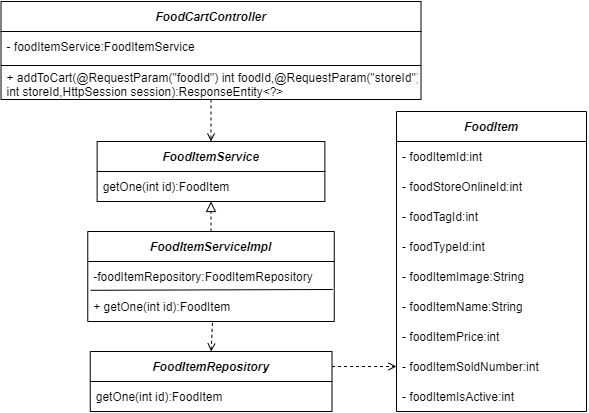 FoodCartController
- foodItemService:FoodItemService
+ addToCart(@RequestParam("foodId") int foodId,@RequestParam("storeId")
int storeId,HttpSession session):ResponseEntity<?>
FoodItemService
getOne(int id):FoodItem
FoodItemServiceImpl
-foodItemRepository:FoodItemRepository
+ getOne(int id):FoodItem
FoodItemRepository
getOne(int id):FoodItem
FoodItem
- foodItemId:int
- foodStoreOnlineId:int
- foodTagId:int
- foodTypeId:int
- foodItemImage:String
- foodItemName:String
- foodItemPrice:int
- foodItemSoldNumber:int
- foodItemIsActive:int